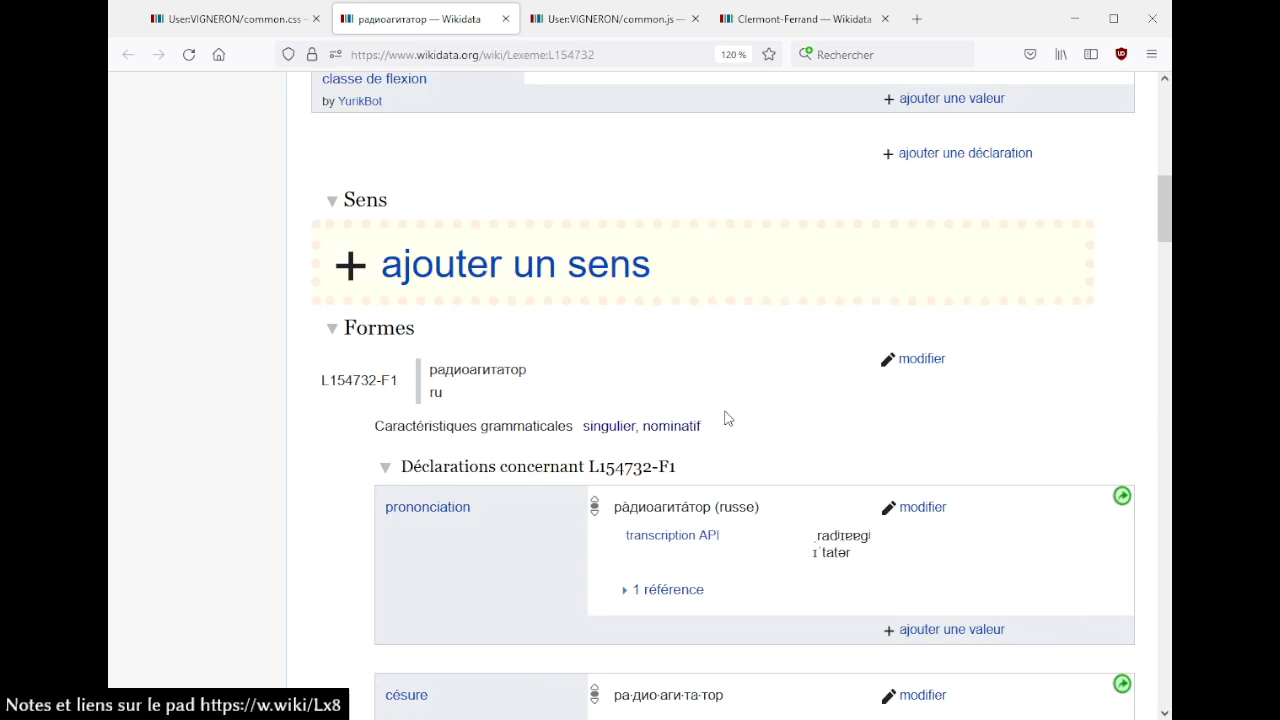 User:VIGNERON/common.css –
радиоагитатор — Wikidata
User:VIGNERON/common.js —
Clermont-Ferrand — Wikidata
https://www.wikidata.org/wiki/Lexeme:L154732
120 %
Rechercher
classe de flexion
by YurikBot
+ ajouter une valeur
+ ajouter une déclaration
Sens
+ ajouter un sens
Formes
L154732-F1
радиоагитатор
ru
modifier
Caractéristiques grammaticales singulier, nominatif
Déclarations concernant L154732-F1
prononciation
ра̀диоагита́тор (russe)
modifier
transcription API
ˌradʲɪɐɐɡʲ
ɪˈtatər
1 référence
+ ajouter une valeur
césure
ра·дио·аги·та·тор
modifier
Notes et liens sur le pad https://w.wiki/Lx8